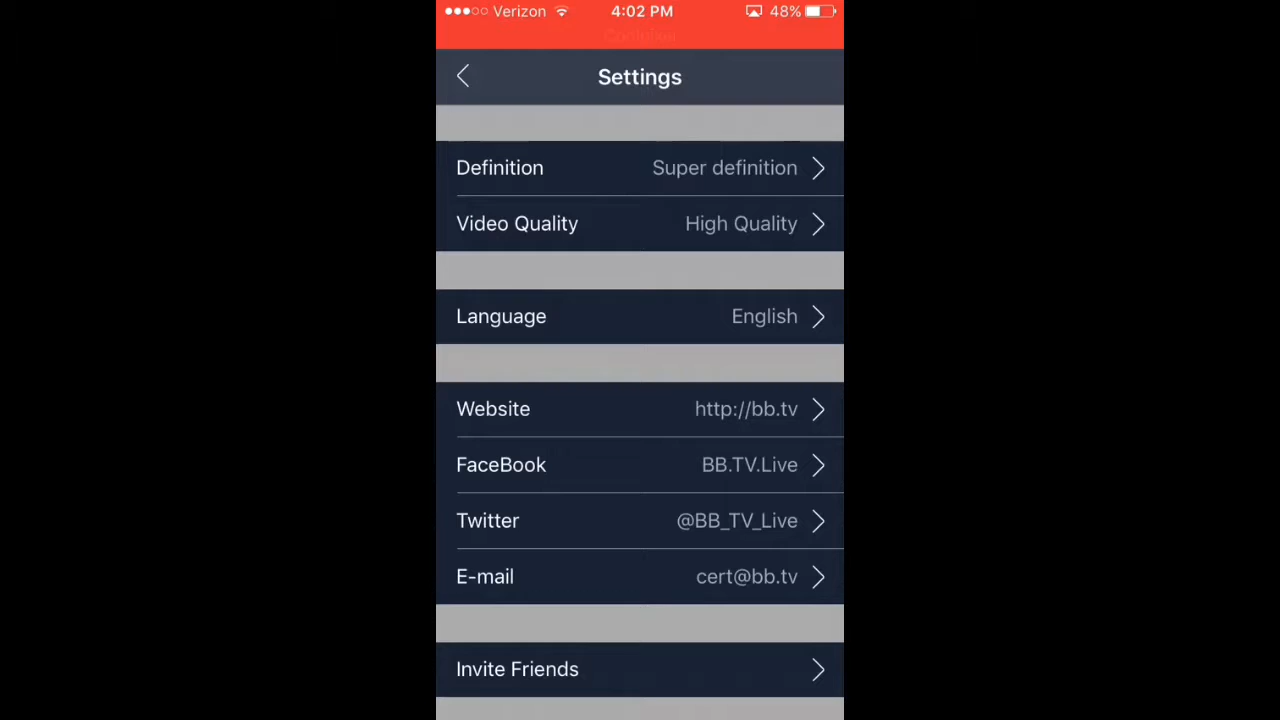 Verizon 4:02 PM 48%
Settings
Definition Super definition
Video Quality High Quality
Language English
Website http://bb.tv
FaceBook BB.TV.Live
Twitter @BB_TV_Live
E-mail cert@bb.tv
Invite Friends